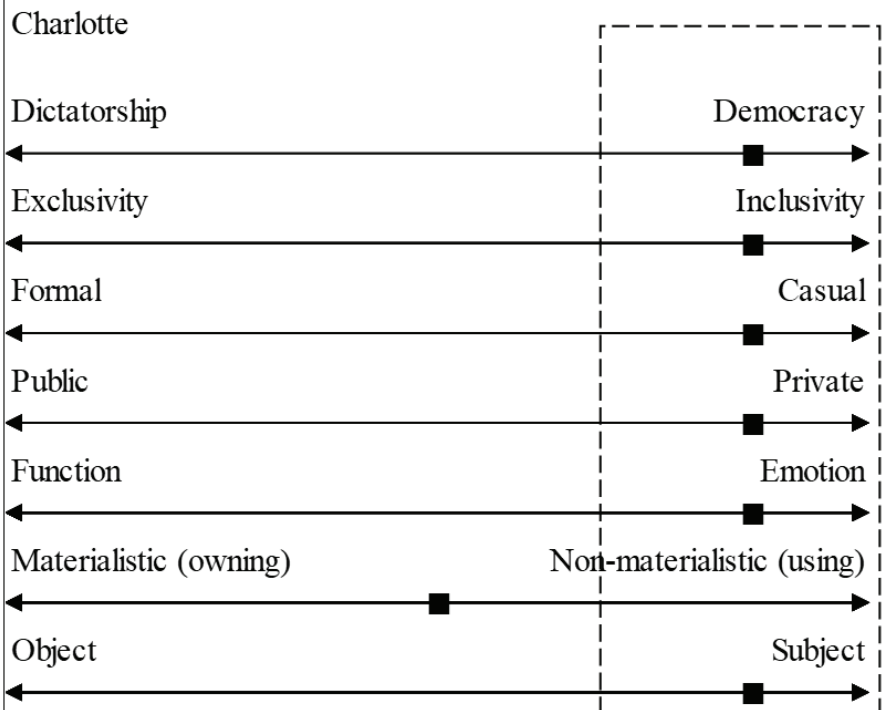 Charlotte
Dictatorship Democracy
Exclusivity Inclusivity
Formal Casual
Public Private
Function Emotion
Materialistic (owning) Non-materialistic (using)
Object Subject